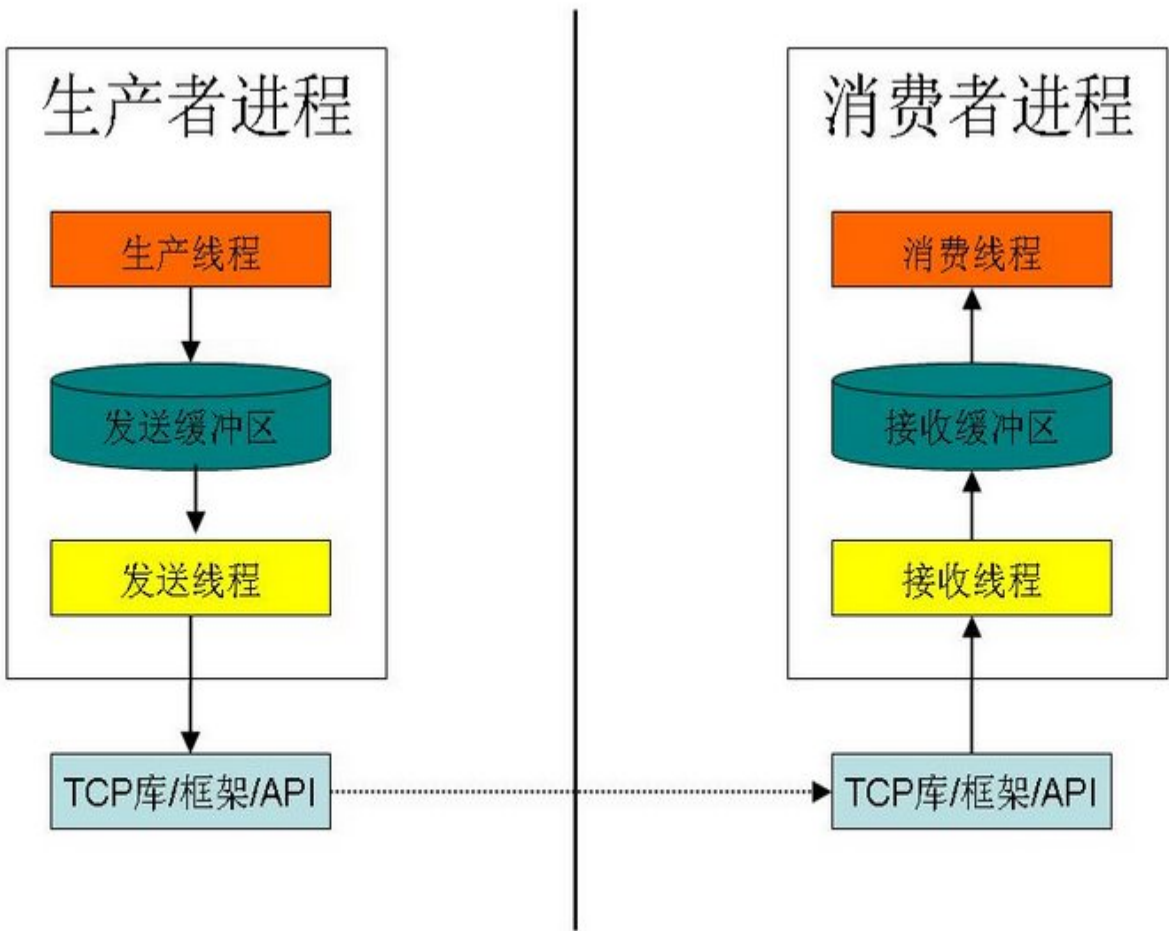 生产者进程
生产线程
发送缓冲区
发送线程
TCP库/框架/API
消费者进程
消费线程
接收缓冲区
接收线程
TCP库/框架/API